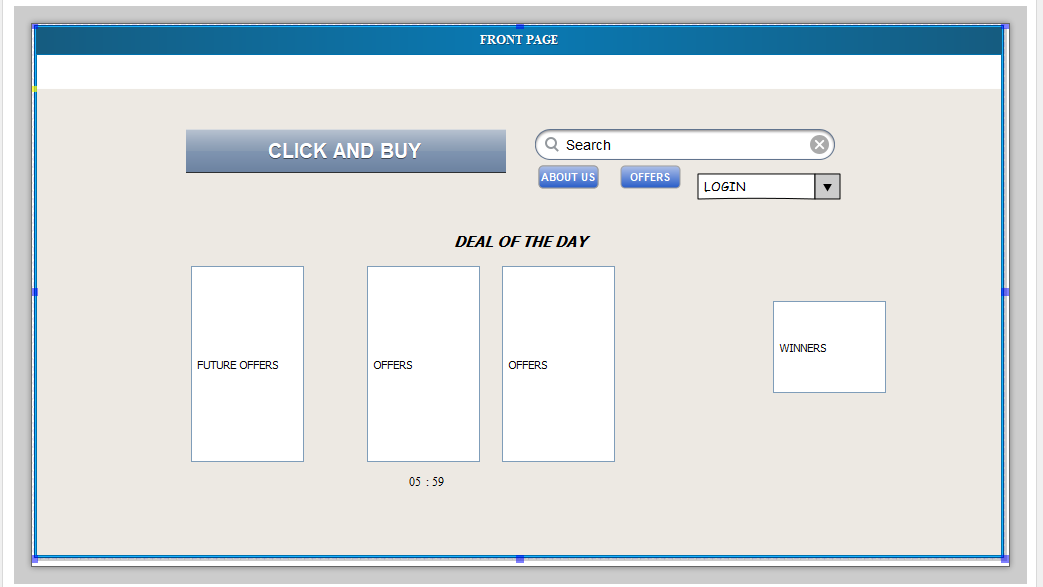 FRONT PAGE
CLICK AND BUY
Search
ABOUT US
OFFERS
LOGIN
DEAL OF THE DAY
FUTURE OFFERS
OFFERS
OFFERS
WINNERS
05 : 59